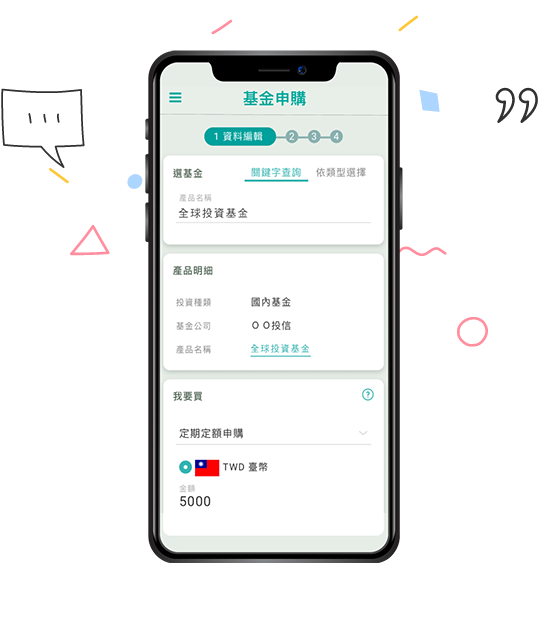 基金申購
1 資料編輯 2 3 4
選基金 關鍵字查詢 依類型選擇
產品名稱
全球投資基金
產品明細
投資種類 國內基金
基金公司 ＯＯ投信
產品名稱 全球投資基金
我要買 ?
定期定額申購
TWD 臺幣
金額
5000